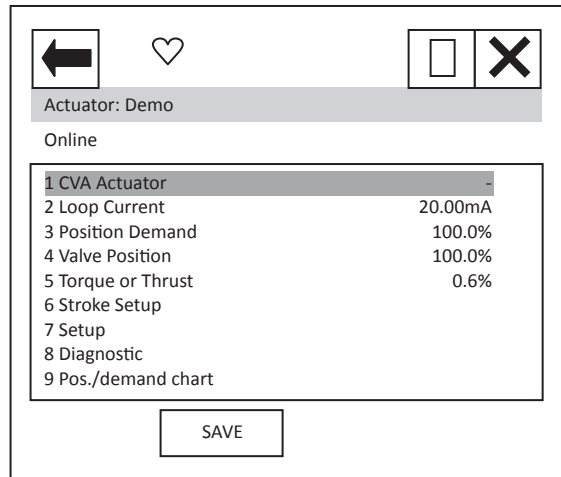 Actuator: Demo
Online
1 CVA Actuator -
2 Loop Current 20.00mA
3 Position Demand 100.0%
4 Valve Position 100.0%
5 Torque or Thrust 0.6%
6 Stroke Setup
7 Setup
8 Diagnostic
9 Pos./demand chart
SAVE